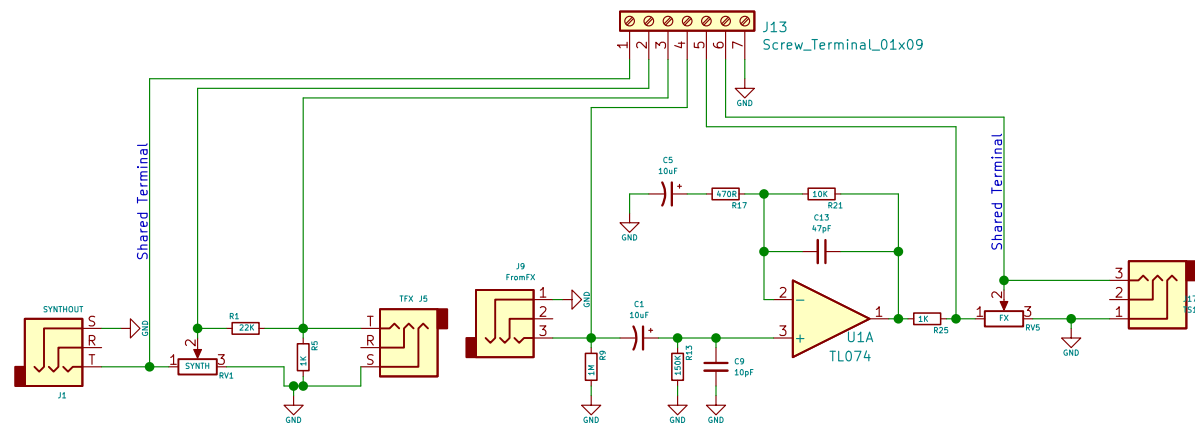 J13
Screw_Terminal_01x09
1
2
3
4
5
6
7
GND
Shared Terminal
Shared Terminal
C5
10uF
+
470R
R17
10K
R21
C13
47pF
GND
J9
FromFX
1
2
3
GND
C1
10uF
+
2
3
−
+
1
U1A
TL074
1K
R25
1
2
3
FX
RV5
GND
3
2
1
J17
SYNTHOUT
S
R
T
GND
J1
R1
22K
1
2
3
SYNTH
RV1
1K
R5
GND
TFX J5
T
R
S
1M
R9
GND
150K
R13
GND
C9
10pF
GND